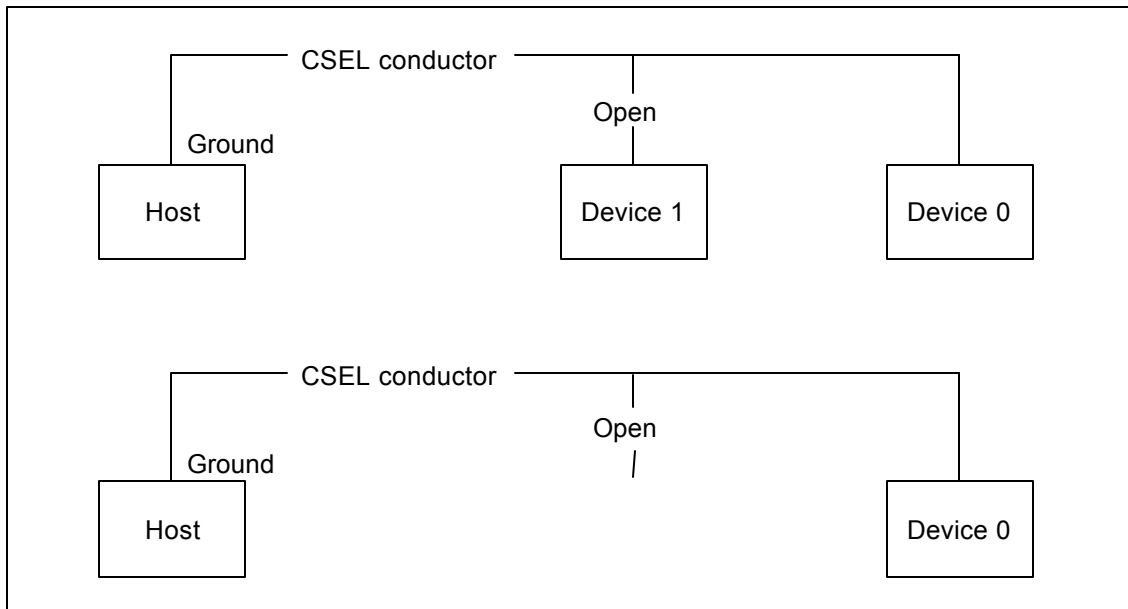 CSEL conductor
Open
Ground
Host
Device 1
Device 0
CSEL conductor
Open
Ground
Host
Device 0